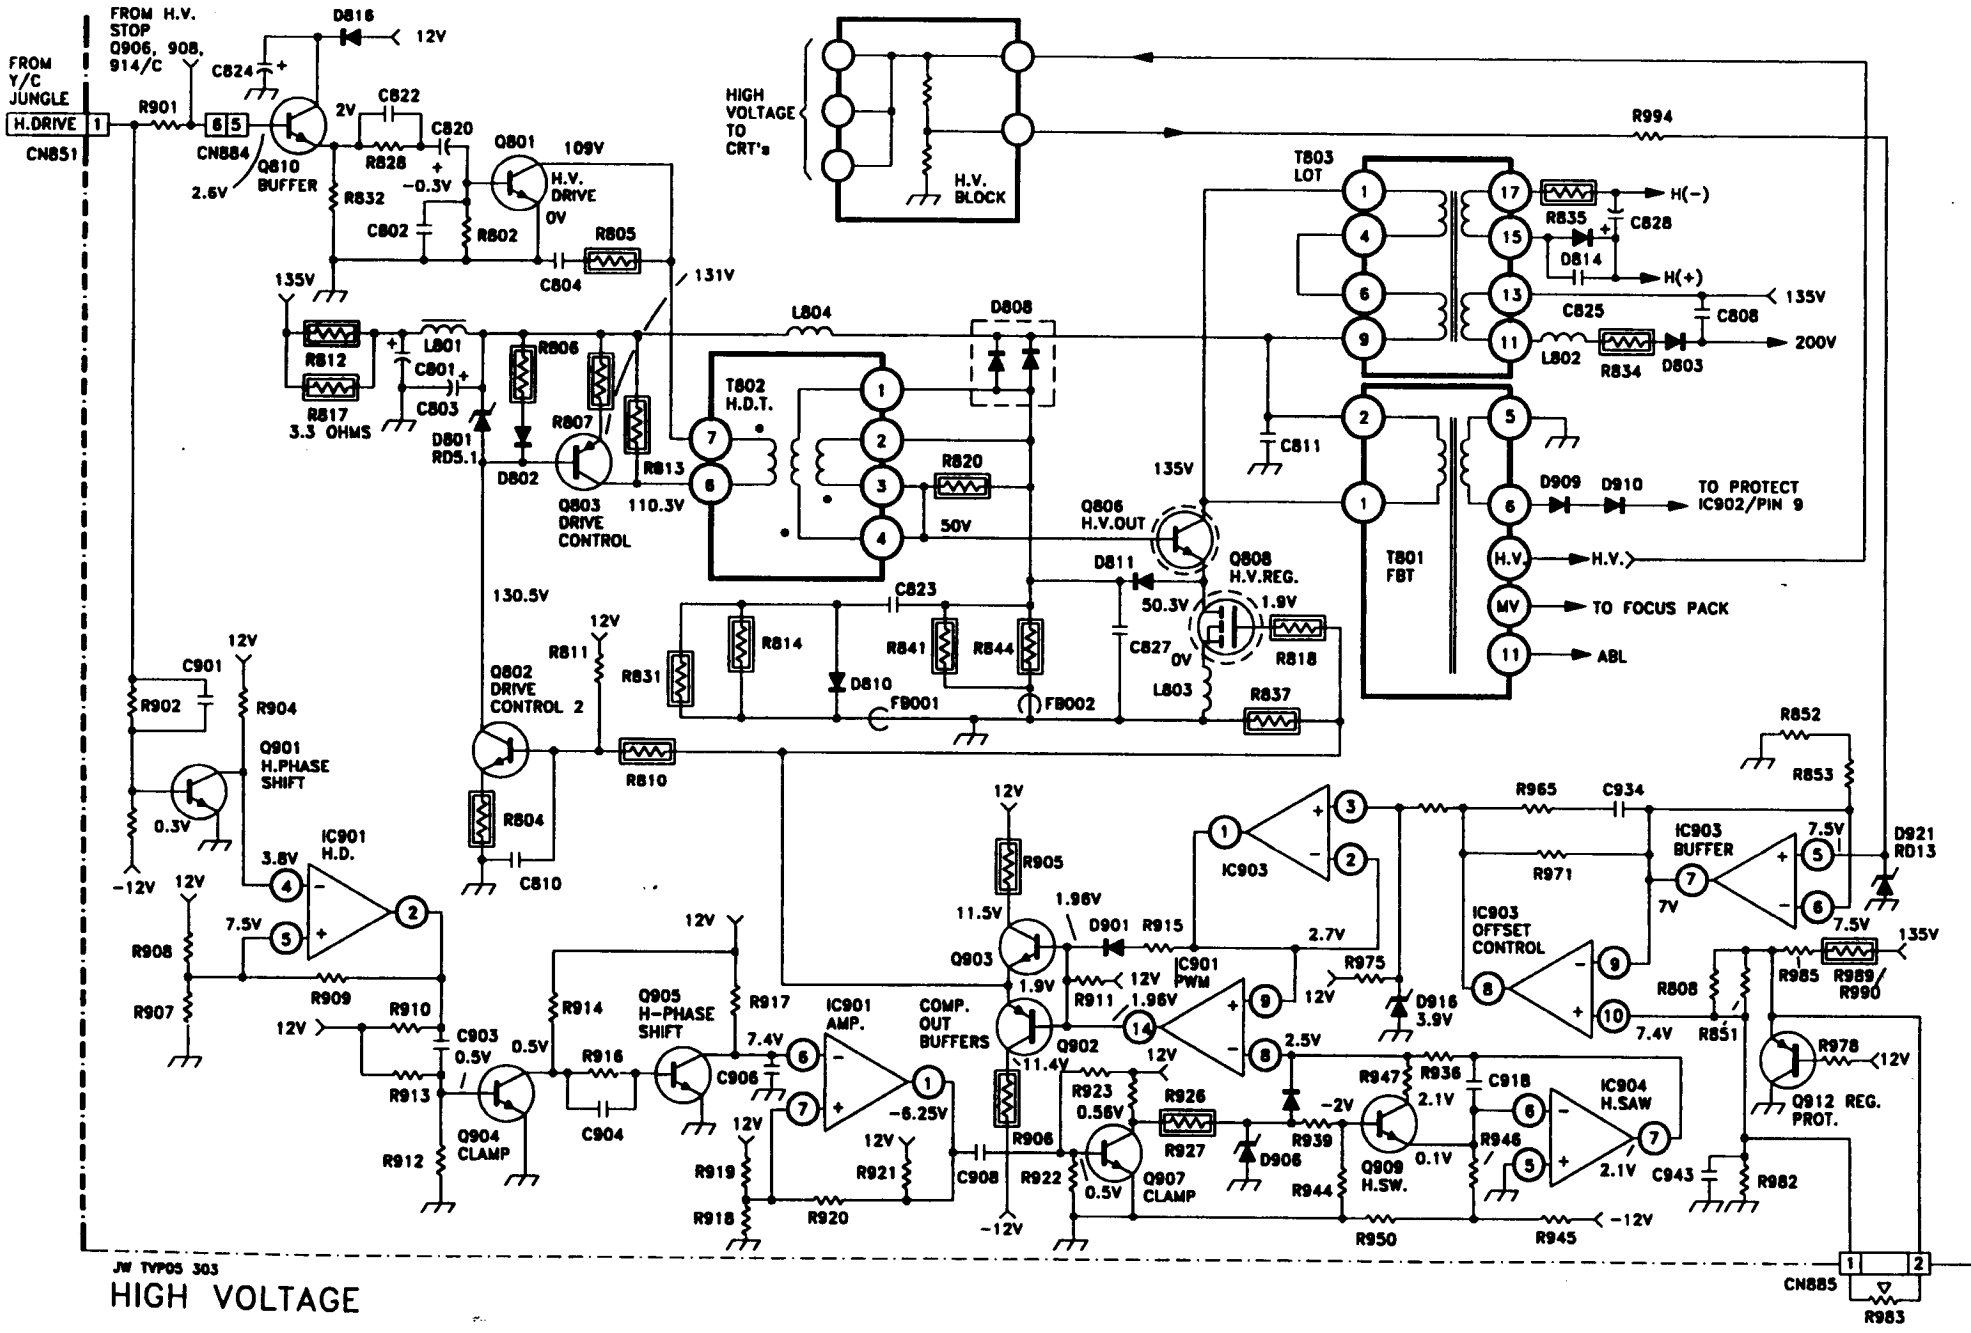 FROM H.V.
STOP
Q906, 908,
914/C
D816
12V
C824
FROM
Y/C
JUNGLE
H.DRIVE 1
CN851
R901
6 5
CN884
2.6V
Q810
BUFFER
2V
C822
R828
C820
-0.3V
R832
C802
R802
Q801
109V
H.V.
DRIVE
0V
C804
R805
131V
HIGH
VOLTAGE
TO
CRT's
H.V.
BLOCK
R994
T803
LOT
1
4
6
9
17
15
13
11
R835
H(-)
C828
D814
H(+)
C825
135V
C808
L802
R834
D803
200V
135V
R812
R817
3.3 OHMS
L801
C801
C803
D801
RD5.1
R806
D802
R807
R813
Q803
DRIVE
CONTROL
110.3V
L804
D808
T802
H.D.T.
7
6
1
2
3
4
R820
50V
135V
Q806
H.V.OUT
C811
2
1
5
6
H.V.
MV
11
T801
FBT
D909
D910
TO PROTECT
IC902/PIN 9
H.V.
TO FOCUS PACK
ABL
D811
50.3V
C827
Q808
H.V.REG.
1.9V
R818
0V
L803
R837
130.5V
C823
R831
R814
D810
R841
R844
FB001
FB002
12V
R811
Q802
DRIVE
CONTROL 2
R810
R804
C810
12V
C901
R902
R904
Q901
H.PHASE
SHIFT
0.3V
-12V
12V
3.8V
IC901
H.D.
4
5
2
7.5V
R908
R907
R909
R910
12V
R913
C903
0.5V
Q904
CLAMP
R912
0.5V
R914
R916
C904
12V
Q905
H-PHASE
SHIFT
R917
7.4V
C906
IC901
AMP.
6
7
1
-6.25V
12V
R919
R918
R920
12V
R921
C908
12V
R905
11.5V
Q903
1.9V
COMP.
OUT
BUFFERS
Q902
11.4V
R906
-12V
1.96V
D901
R915
R911
12V
1.96V
IC901
PWM
14
9
8
2.7V
2.5V
12V
R923
0.56V
R922
0.5V
Q907
CLAMP
R926
R927
D906
R939
-2V
R944
R947
2.1V
Q909
H.SW.
0.1V
R936
C918
R946
IC904
H.SAW
6
5
7
2.1V
R950
R945
-12V
IC903
1
3
2
R975
12V
D916
3.9V
R965
C934
R971
IC903
OFFSET
CONTROL
8
9
10
7.4V
R852
R853
IC903
BUFFER
7
7V
5
6
7.5V
7.5V
D921
RD13
R808
R851
R985
R989
R990
135V
R978
12V
Q912 REG.
PROT.
C943
R982
CN885
1
2
R983
JW TVP05 303
HIGH VOLTAGE